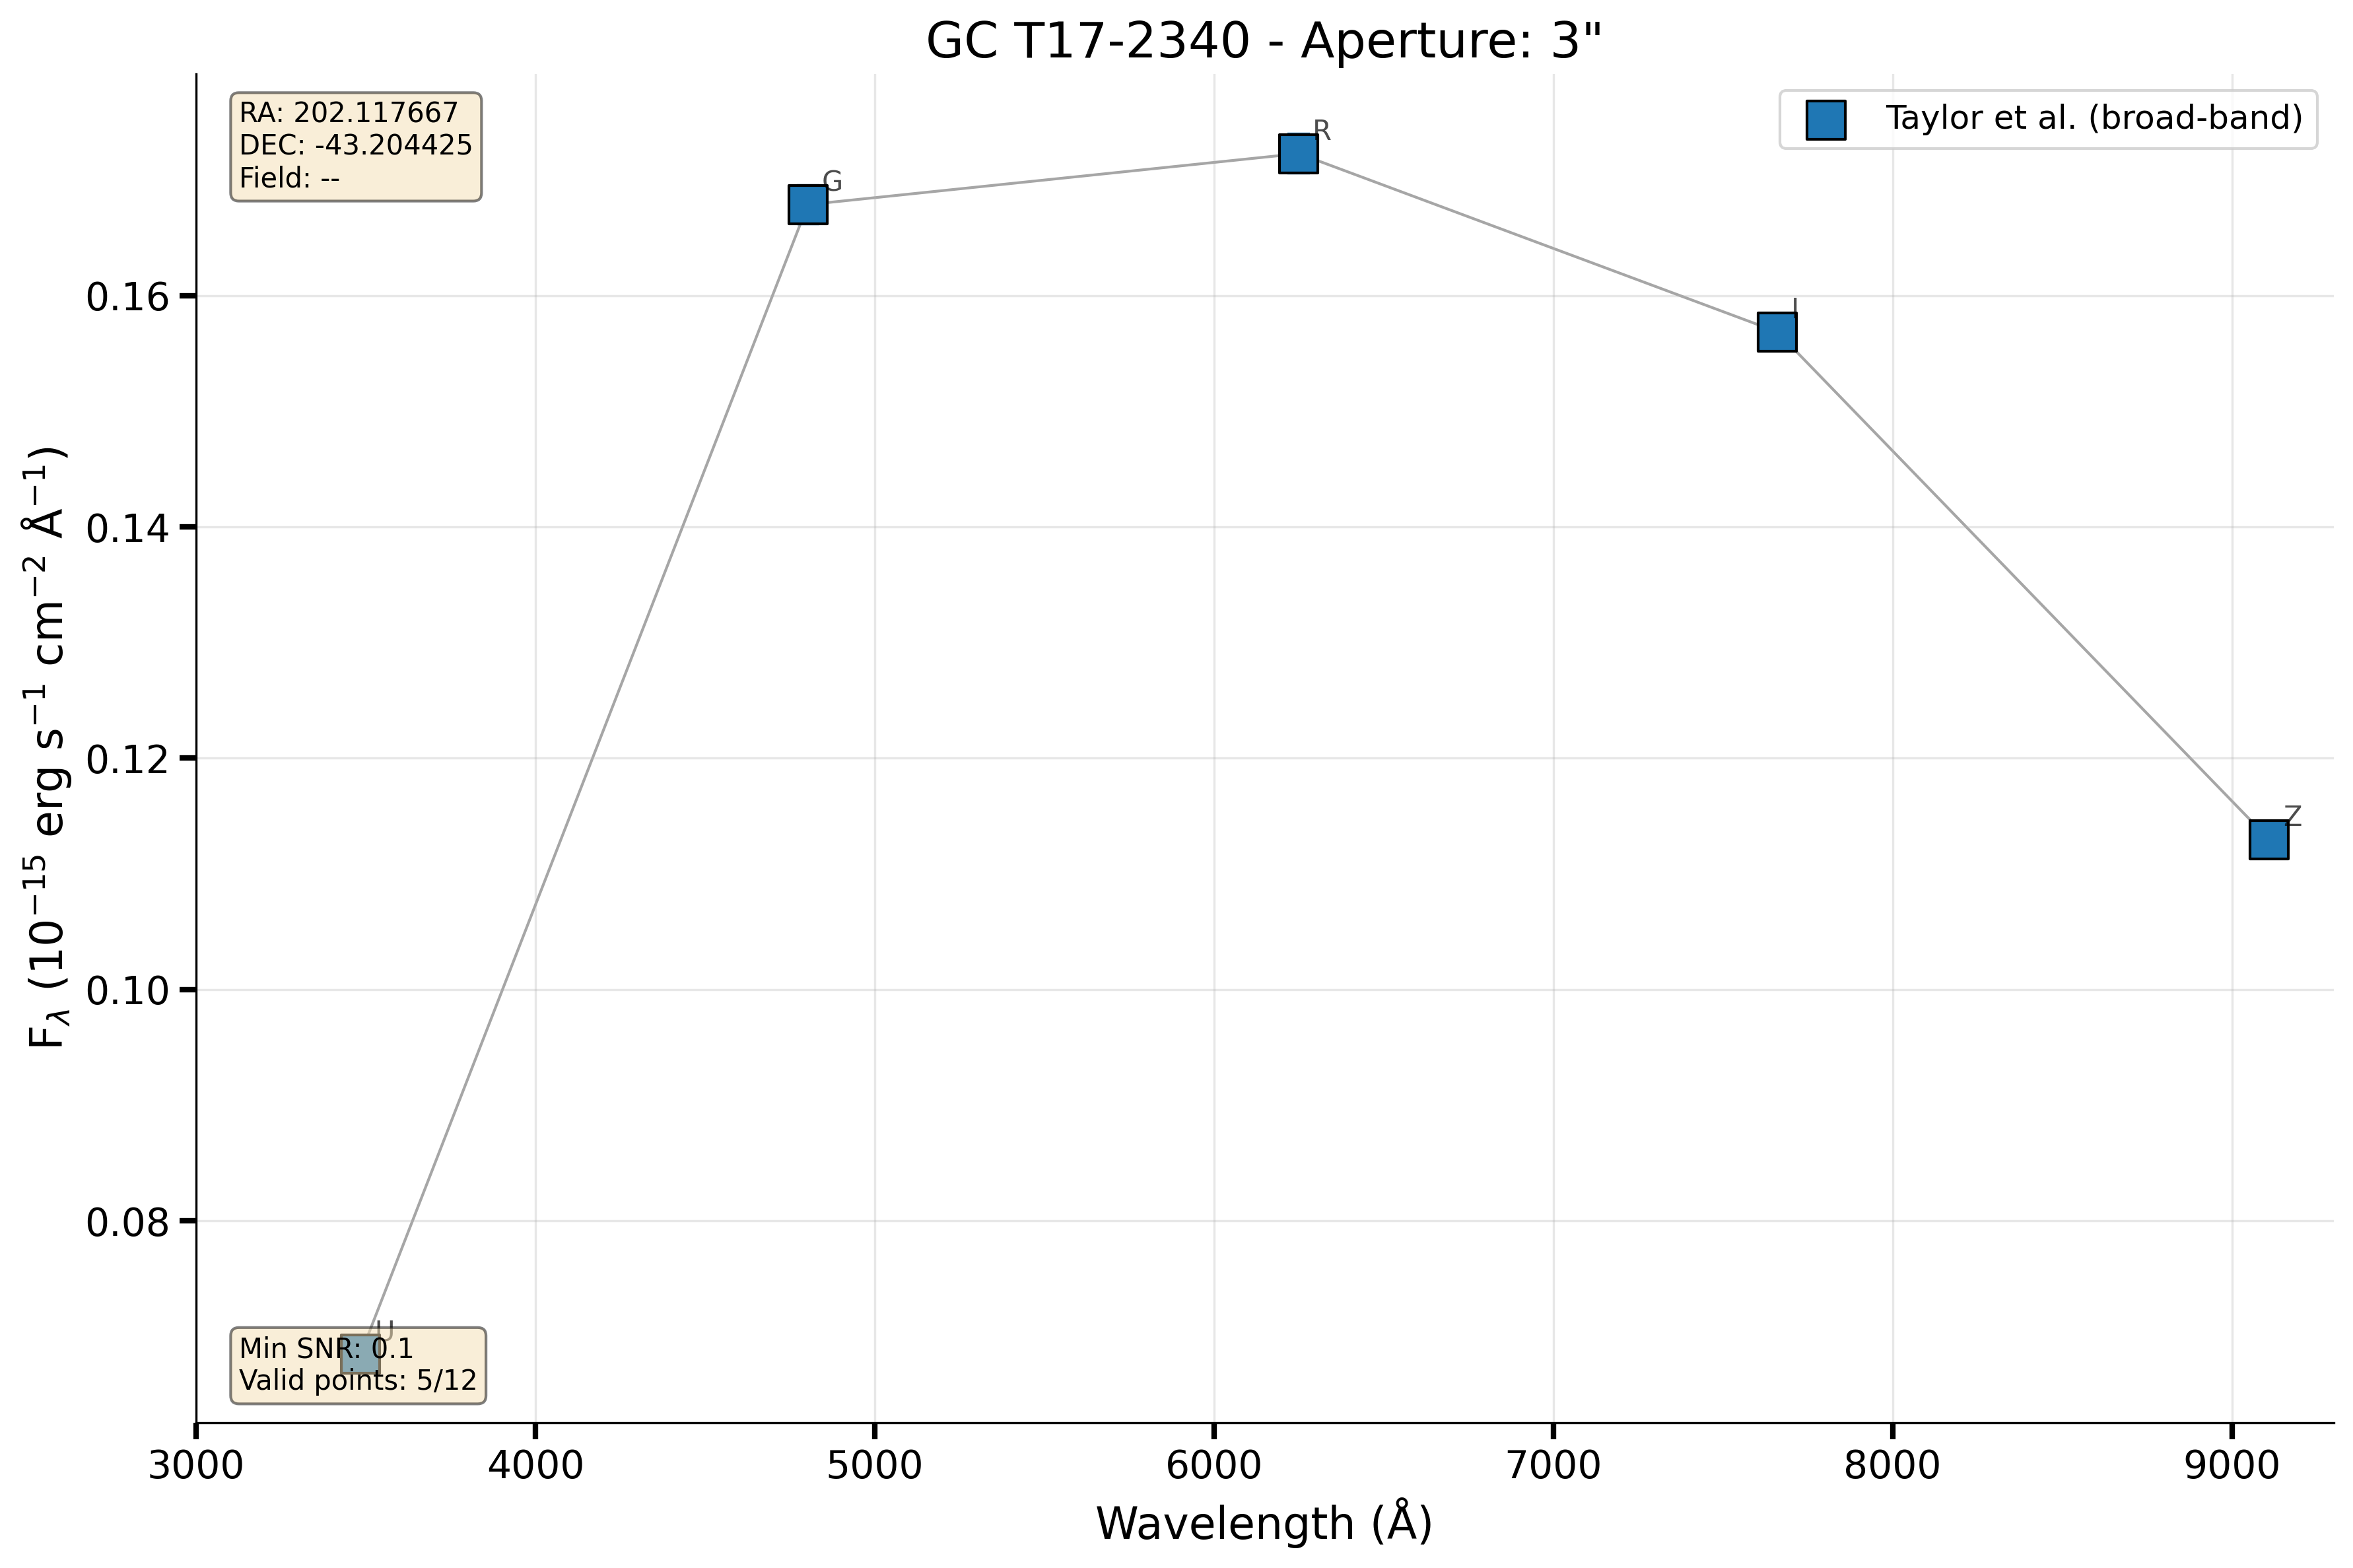 GC T17-2340 - Aperture: 3"
RA: 202.117667
DEC: -43.204425
Field: --
Taylor et al. (broad-band)
R
G
I
Z
U
Min SNR: 0.1
Valid points: 5/12
0.16
0.14
0.12
0.10
0.08
F_λ (10⁻¹⁵ erg s⁻¹ cm⁻² Å⁻¹)
3000 4000 5000 6000 7000 8000 9000
Wavelength (Å)